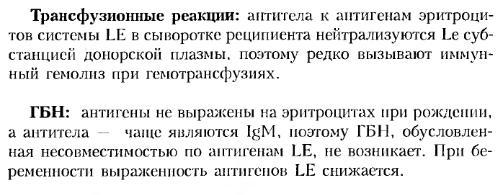 Трансфузионные реакции: антитела к антигенам эритроци-
тов системы LE в сыворотке реципиента нейтрализуются Le суб-
станцией донорской плазмы, поэтому редко вызывают иммун-
ный гемолиз при гемотрансфузиях.
ГБН: антигены не выражены на эритроцитах при рождении,
а антитела — чаще являются IgM, поэтому ГБН, обусловлен-
ная несовместимостью по антигенам LE, не возникает. При бе-
ременности выраженность антигенов LE снижается.